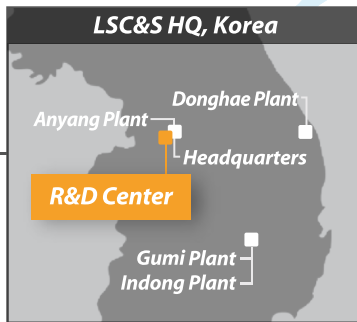 LSC&S HQ, Korea
Donghae Plant
Anyang Plant
Headquarters
R&D Center
Gumi Plant
Indong Plant